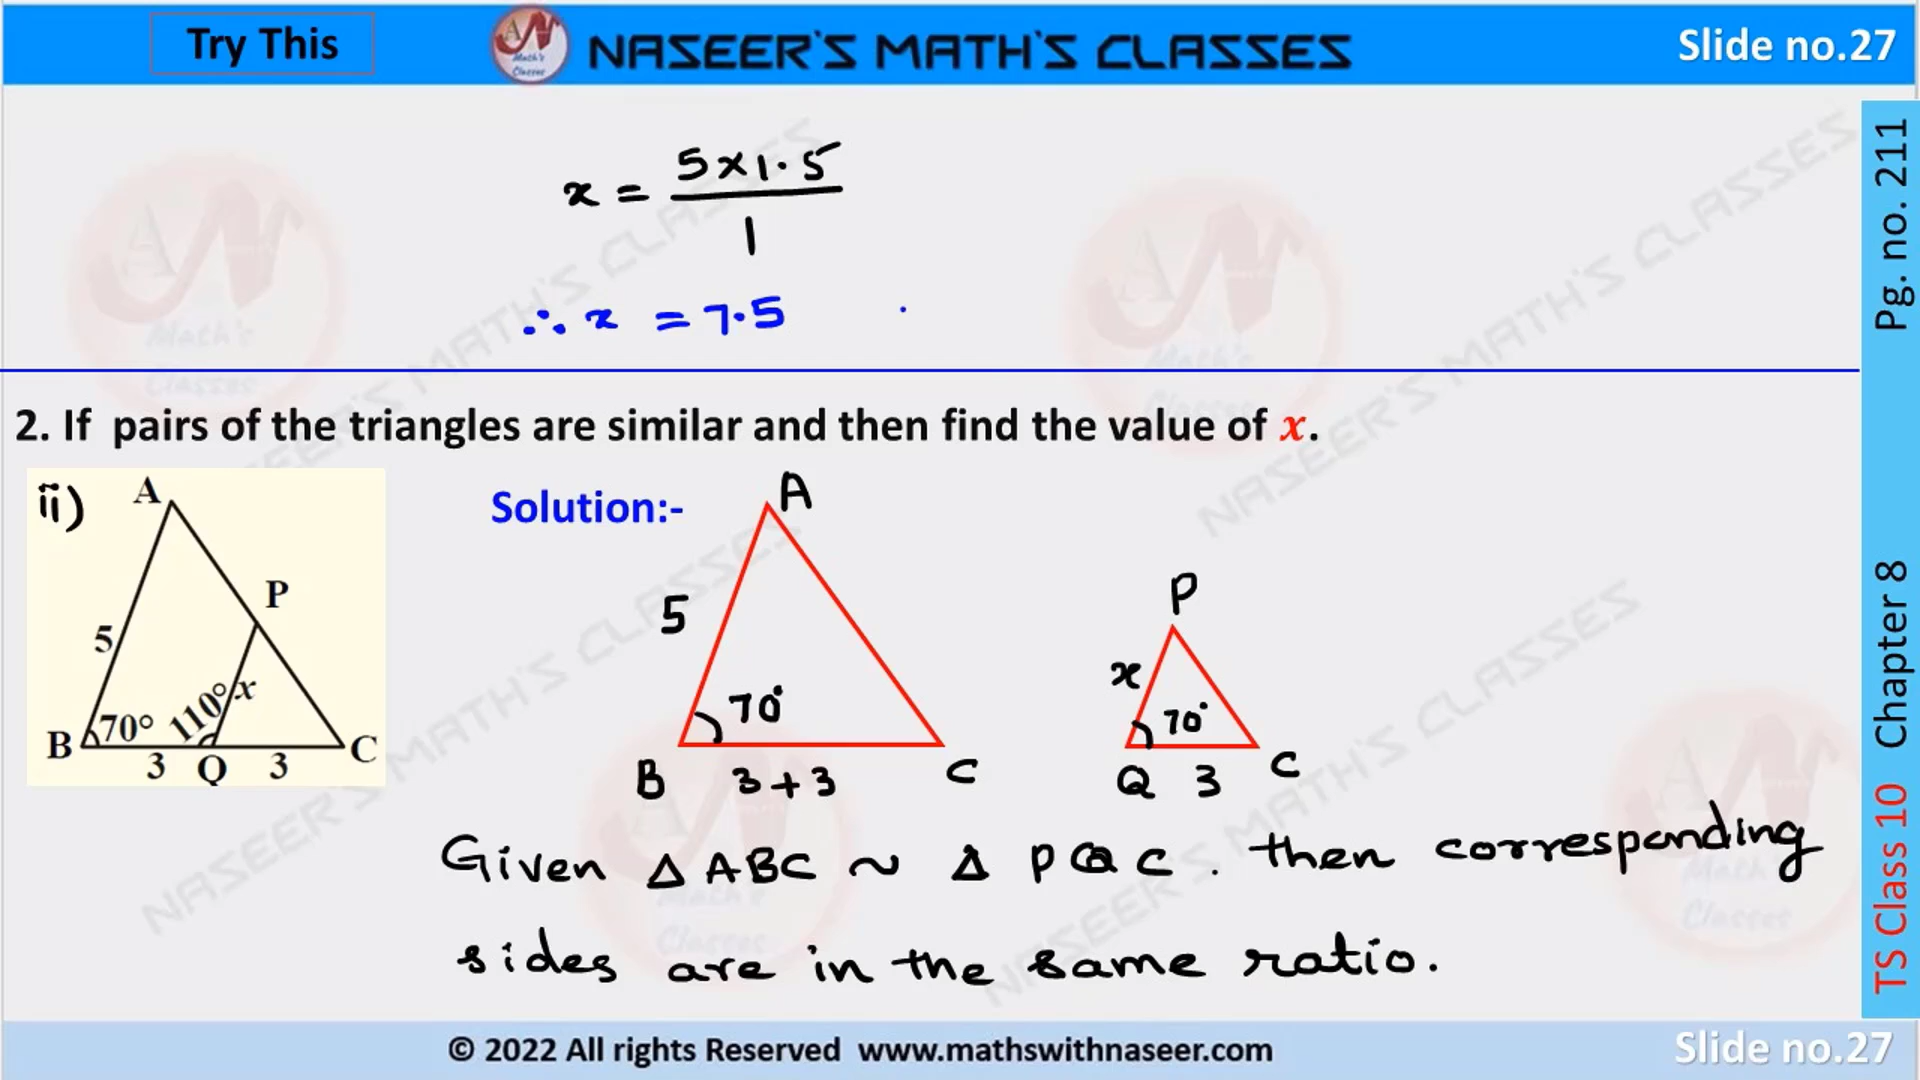 Try This
NASEER'S MATH'S CLASSES
Slide no.27
x = 5×1.5
1
∴ x = 7.5
Pg. no. 211
2. If pairs of the triangles are similar and then find the value of x.
ii)
A
P
5
x
110°
70°
B
3
Q
3
C
Solution:-
A
5
70°
B
3+3
C
P
x
70°
Q
3
C
Given Δ ABC ~ Δ PQC. then corresponding
sides are in the same ratio.
TS Class 10 Chapter 8
© 2022 All rights Reserved www.mathswithnaseer.com
Slide no.27